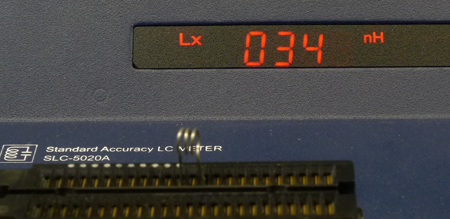 Lx 034 nH
Standard Accuracy LC METER
SLC-5020A